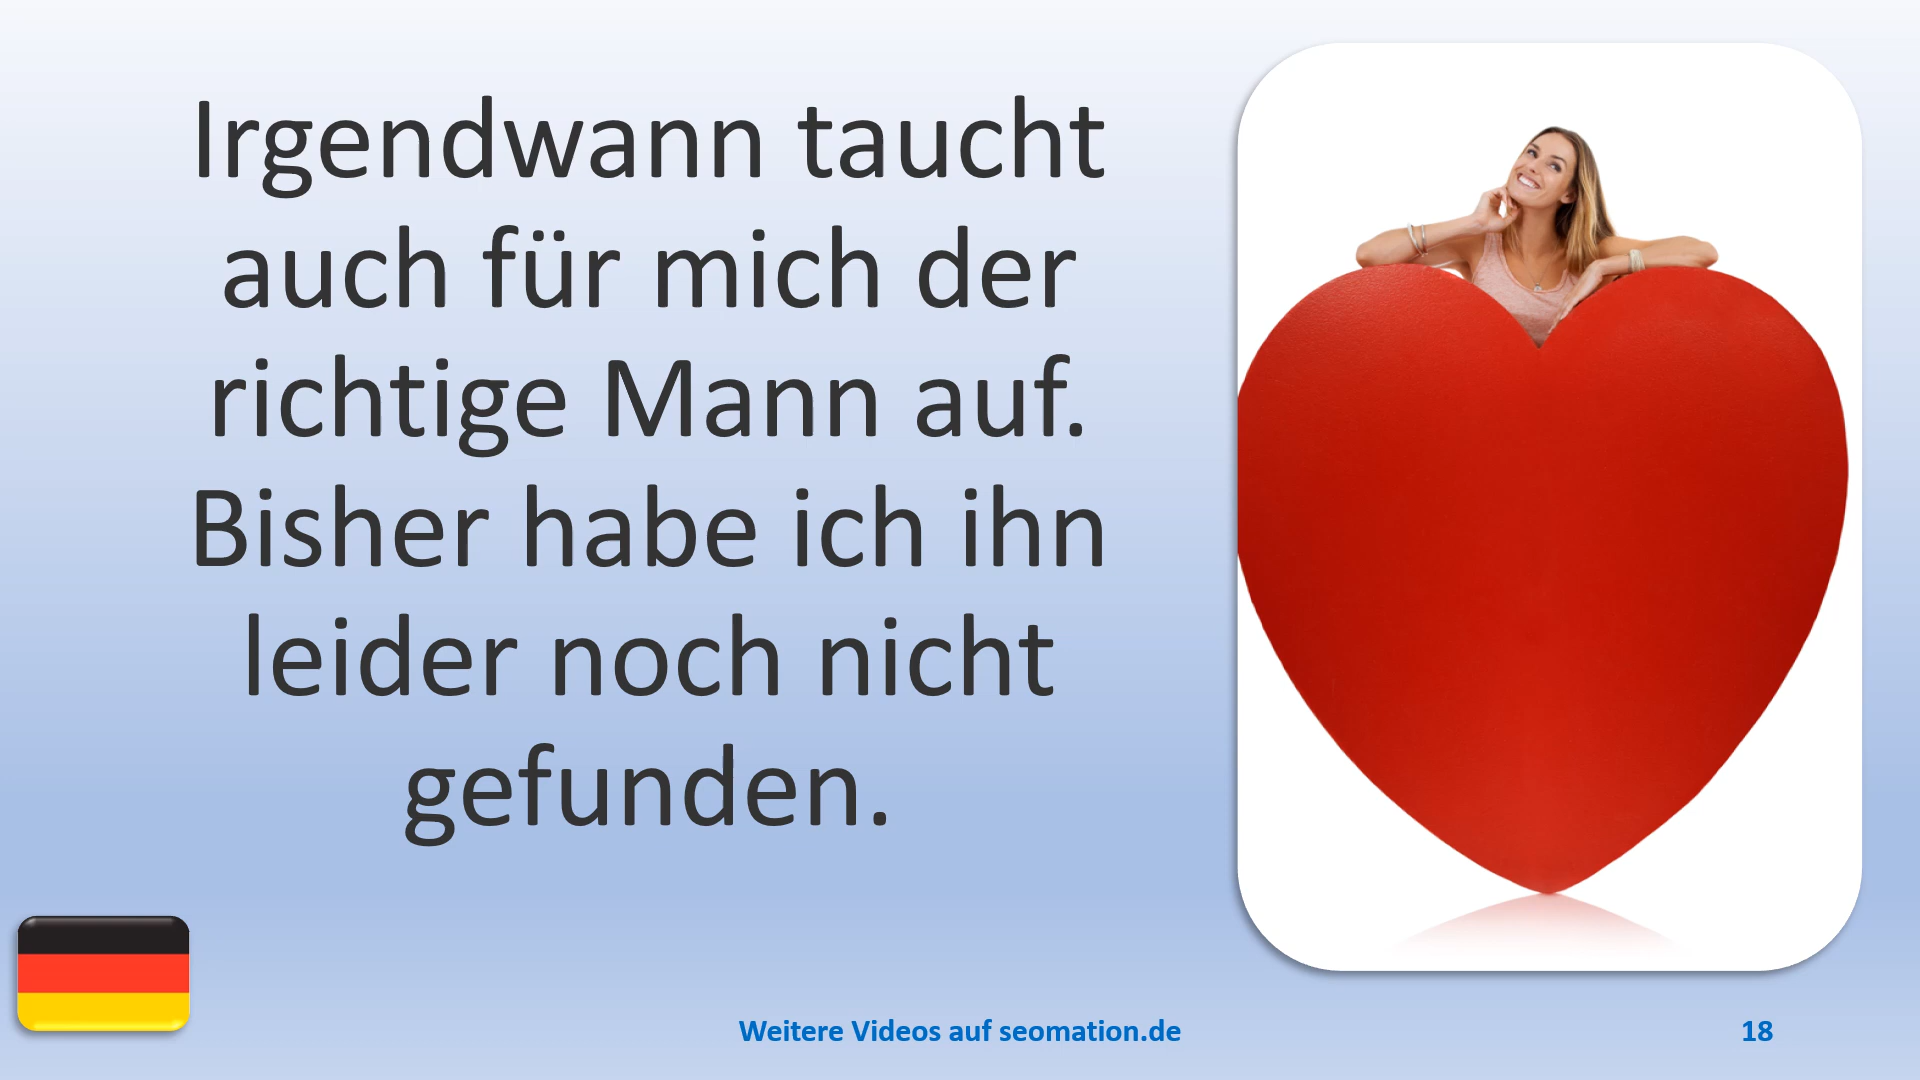 Irgendwann taucht
auch für mich der
richtige Mann auf.
Bisher habe ich ihn
leider noch nicht
gefunden.
Weitere Videos auf seomation.de
18